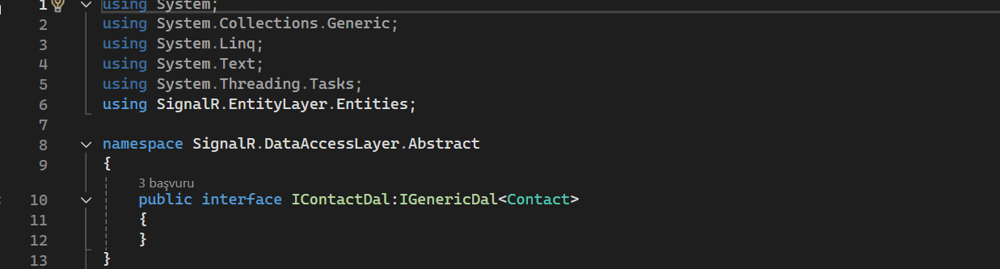 1 using System;
2 using System.Collections.Generic;
3 using System.Linq;
4 using System.Text;
5 using System.Threading.Tasks;
6 using SignalR.EntityLayer.Entities;
7
8 namespace SignalR.DataAccessLayer.Abstract
9 {
3 başvuru
10 public interface IContactDal:IGenericDal<Contact>
11 {
12 }
13 }